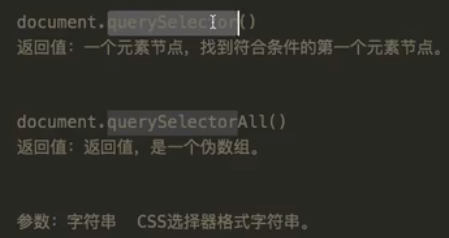 document.querySelector()
返回值：一个元素节点，找到符合条件的第一个元素节点。
document.querySelectorAll()
返回值：返回值，是一个伪数组。
参数：字符串  CSS选择器格式字符串。